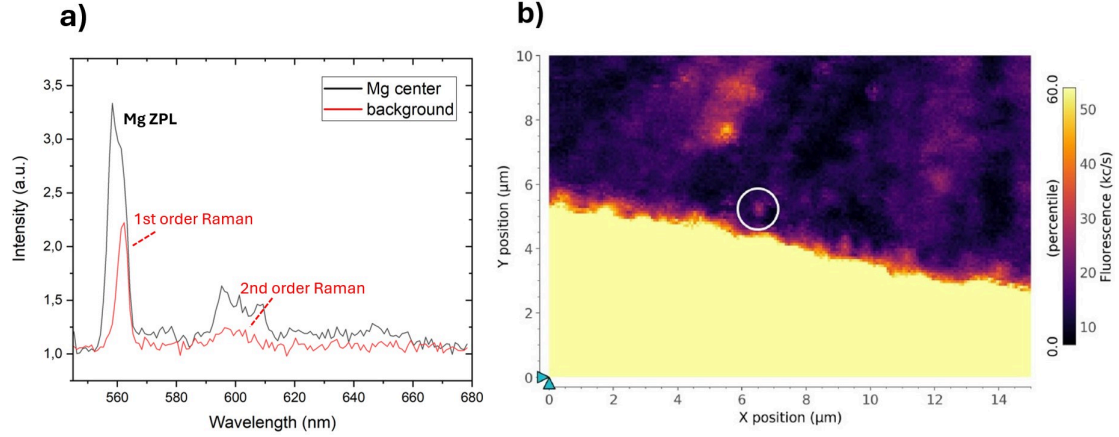 a)
3,5
3,0
2,5
2,0
1,5
1,0
Intensity (a.u.)
Mg center
background
Mg ZPL
1st order Raman
2nd order Raman
560
580
600
620
640
660
680
Wavelength (nm)
b)
10
8
6
4
2
0
Y position (μm)
0
2
4
6
8
10
12
14
X position (μm)
60.0
(percentile)
0.0
50
40
30
20
10
Fluorescence (kc/s)